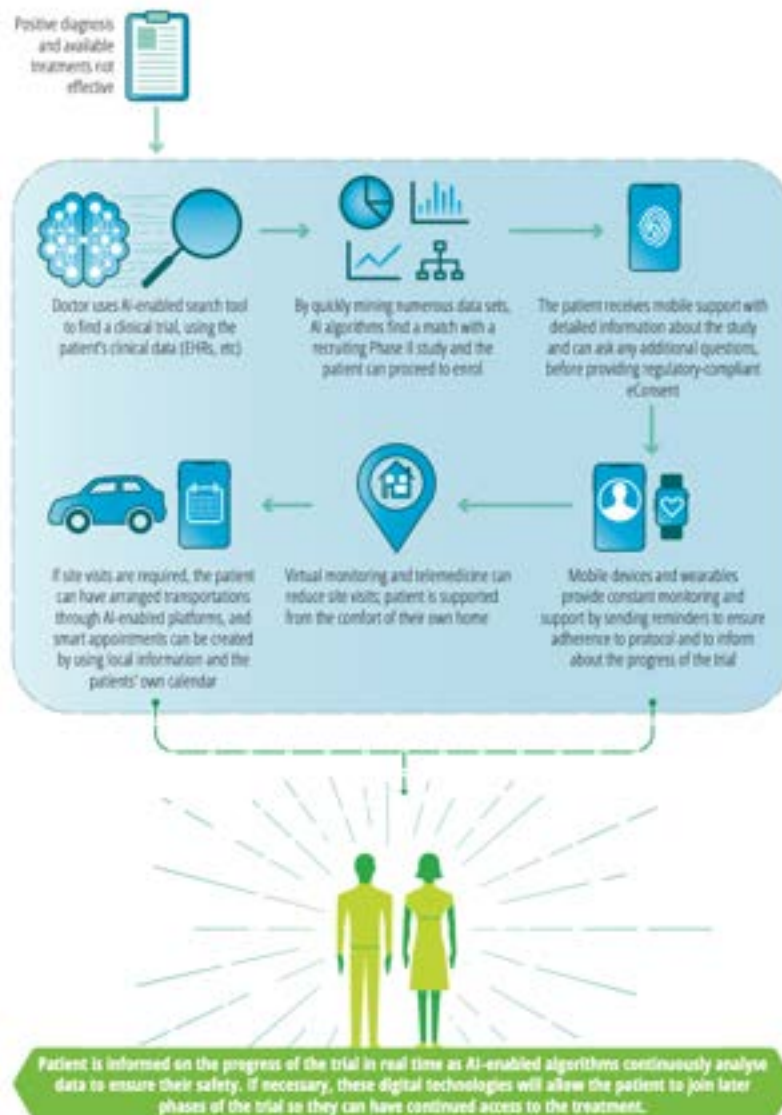 Positive diagnosis
and available
treatments not
effective
Doctor uses AI-enabled search tool
to find a clinical trial, using the
patient's clinical data (EHRs, etc)
By quickly mining numerous data sets,
AI algorithms find a match with a
recruiting Phase II study and the
patient can proceed to enrol
The patient receives mobile support with
detailed information about the study
and can ask any additional questions,
before providing regulatory-compliant
eConsent
If site visits are required, the patient
can have arranged transportations
through AI-enabled platforms, and
smart appointments can be created
by using local information and the
patients' own calendar
Virtual monitoring and telemedicine can
reduce site visits; patient is supported
from the comfort of their own home
Mobile devices and wearables
provide constant monitoring and
support by sending reminders to ensure
adherence to protocol and to inform
about the progress of the trial
Patient is informed on the progress of the trial in real time as AI-enabled algorithms continuously analyse
data to ensure their safety. If necessary, these digital technologies will allow the patient to join later
phases of the trial so they can have continued access to the treatment.